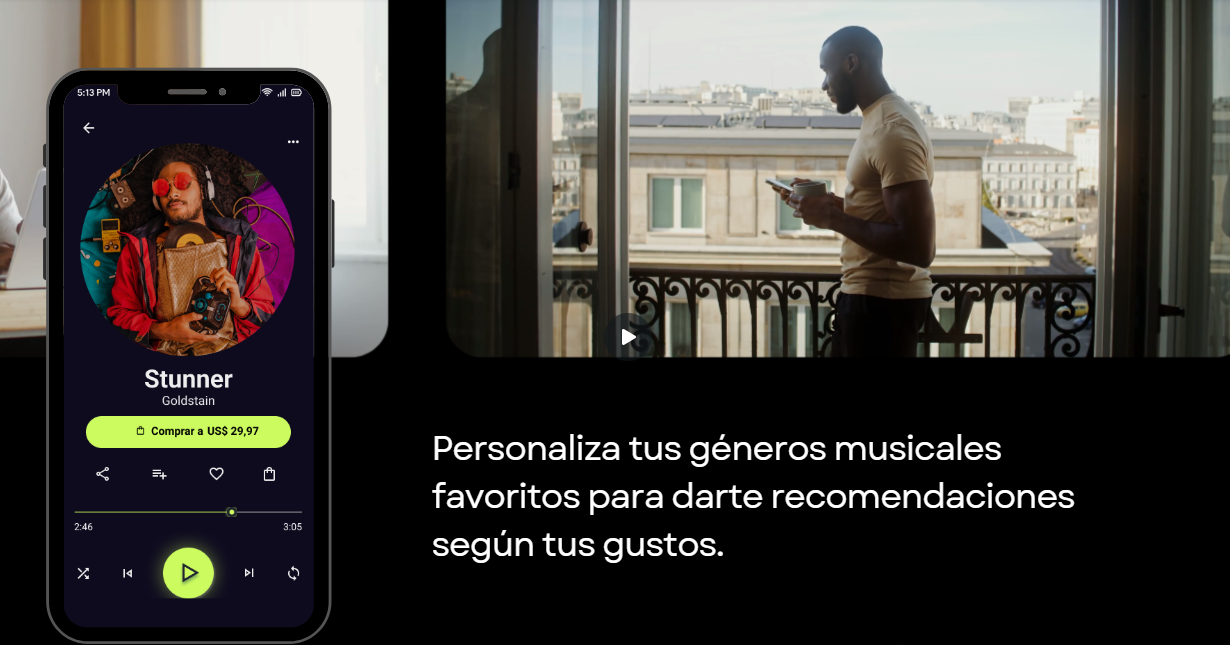 5:13 PM
Stunner
Goldstain
Comprar a US$ 29,97
2:46
3:05
Personaliza tus géneros musicales
favoritos para darte recomendaciones
según tus gustos.